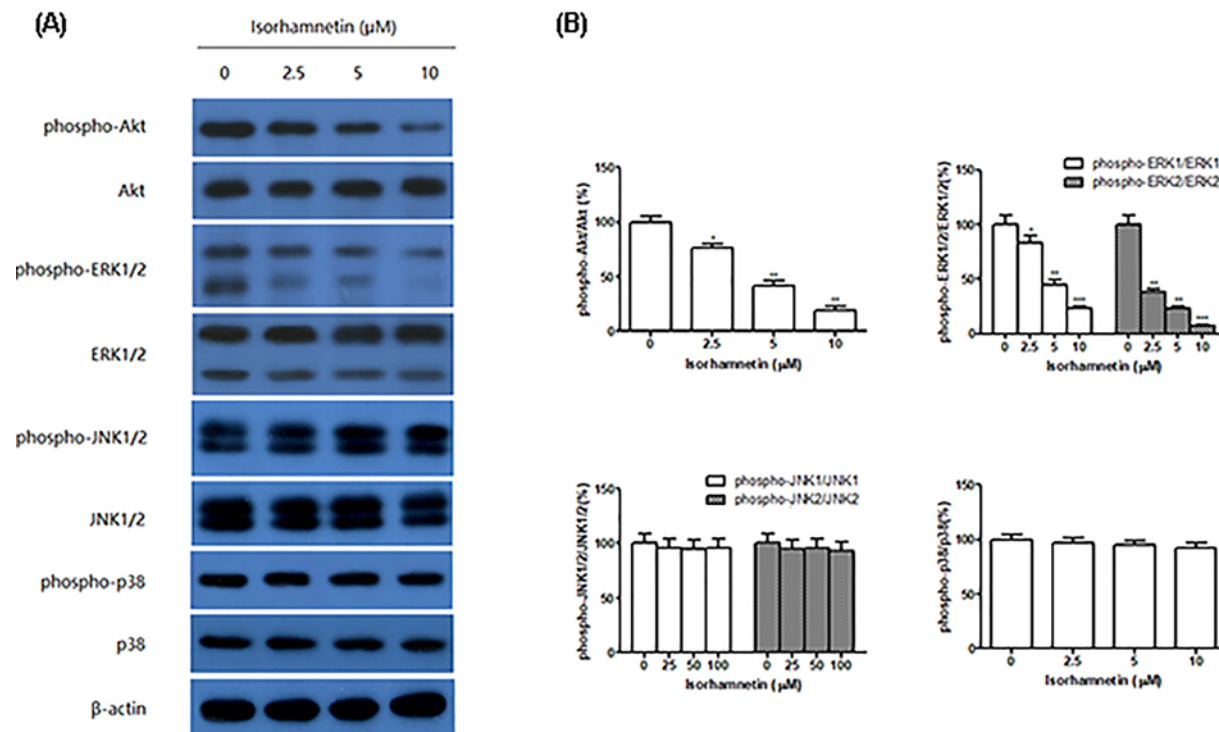 (A)
Isorhamnetin (μM)
0 2.5 5 10
phospho-Akt
Akt
phospho-ERK1/2
ERK1/2
phospho-JNK1/2
JNK1/2
phospho-p38
p38
β-actin
(B)
phospho-Akt/Akt (%)
150
100
50
0
* ** **
0 2.5 5 10
Isorhamnetin (μM)
phospho-ERK1/ERK1
phospho-ERK2/ERK2
phospho-ERK1/2/ERK1/2(%)
150
100
50
0
* ** *** ** ** ***
0 2.5 5 10 0 2.5 5 10
Isorhamnetin (μM)
phospho-JNK1/JNK1
phospho-JNK2/JNK2
phospho-JNK1/2/JNK1/2(%)
150
100
50
0
0 25 50 100 0 25 50 100
Isorhamnetin (μM)
phospho-p38/p38(%)
150
100
50
0
0 2.5 5 10
Isorhamnetin (μM)